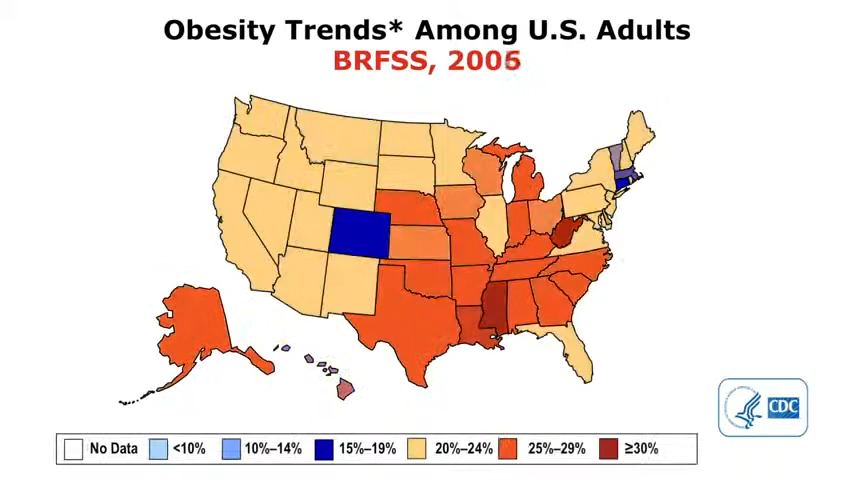 Obesity Trends* Among U.S. Adults
BRFSS,
No Data <10% 10%–14% 15%–19% 20%–24% 25%–29% ≥30%
CDC